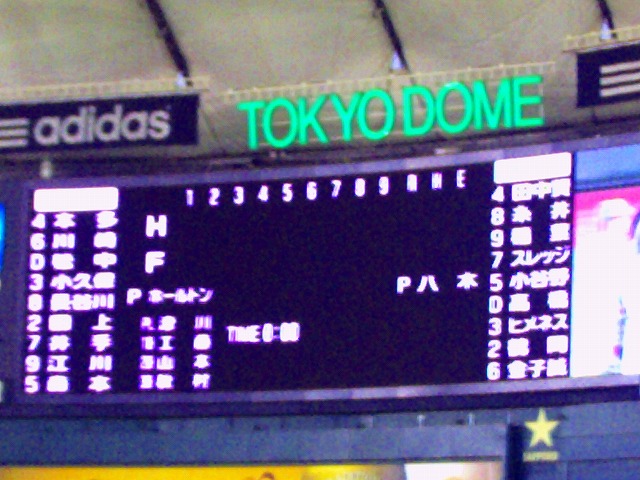 adidas
TOKYO DOME
1 2 3 4 5 6 7 8 9 R H E
4 本多
6 川﨑
D 松中
3 小久保
8 長谷川
2 田上
7 井手
9 江川
5 森本
H
F
P ホールトン
TIME 0:00
P 八木
4 田中賢
8 糸井
9 稲葉
7 スレッジ
5 小谷野
D 高橋
3 ヒメネス
2 鶴岡
6 金子誠
SAPPORO